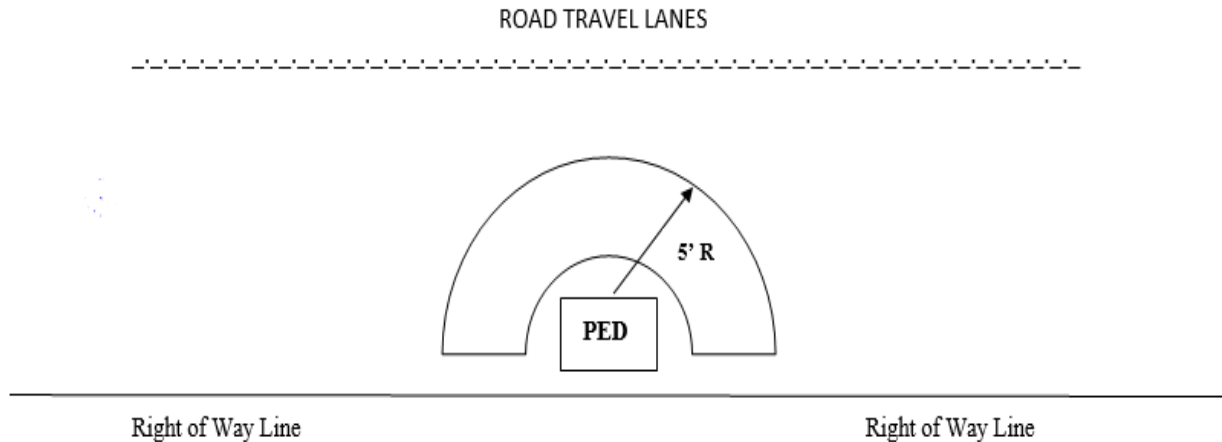 ROAD TRAVEL LANES
5’ R
PED
Right of Way Line Right of Way Line